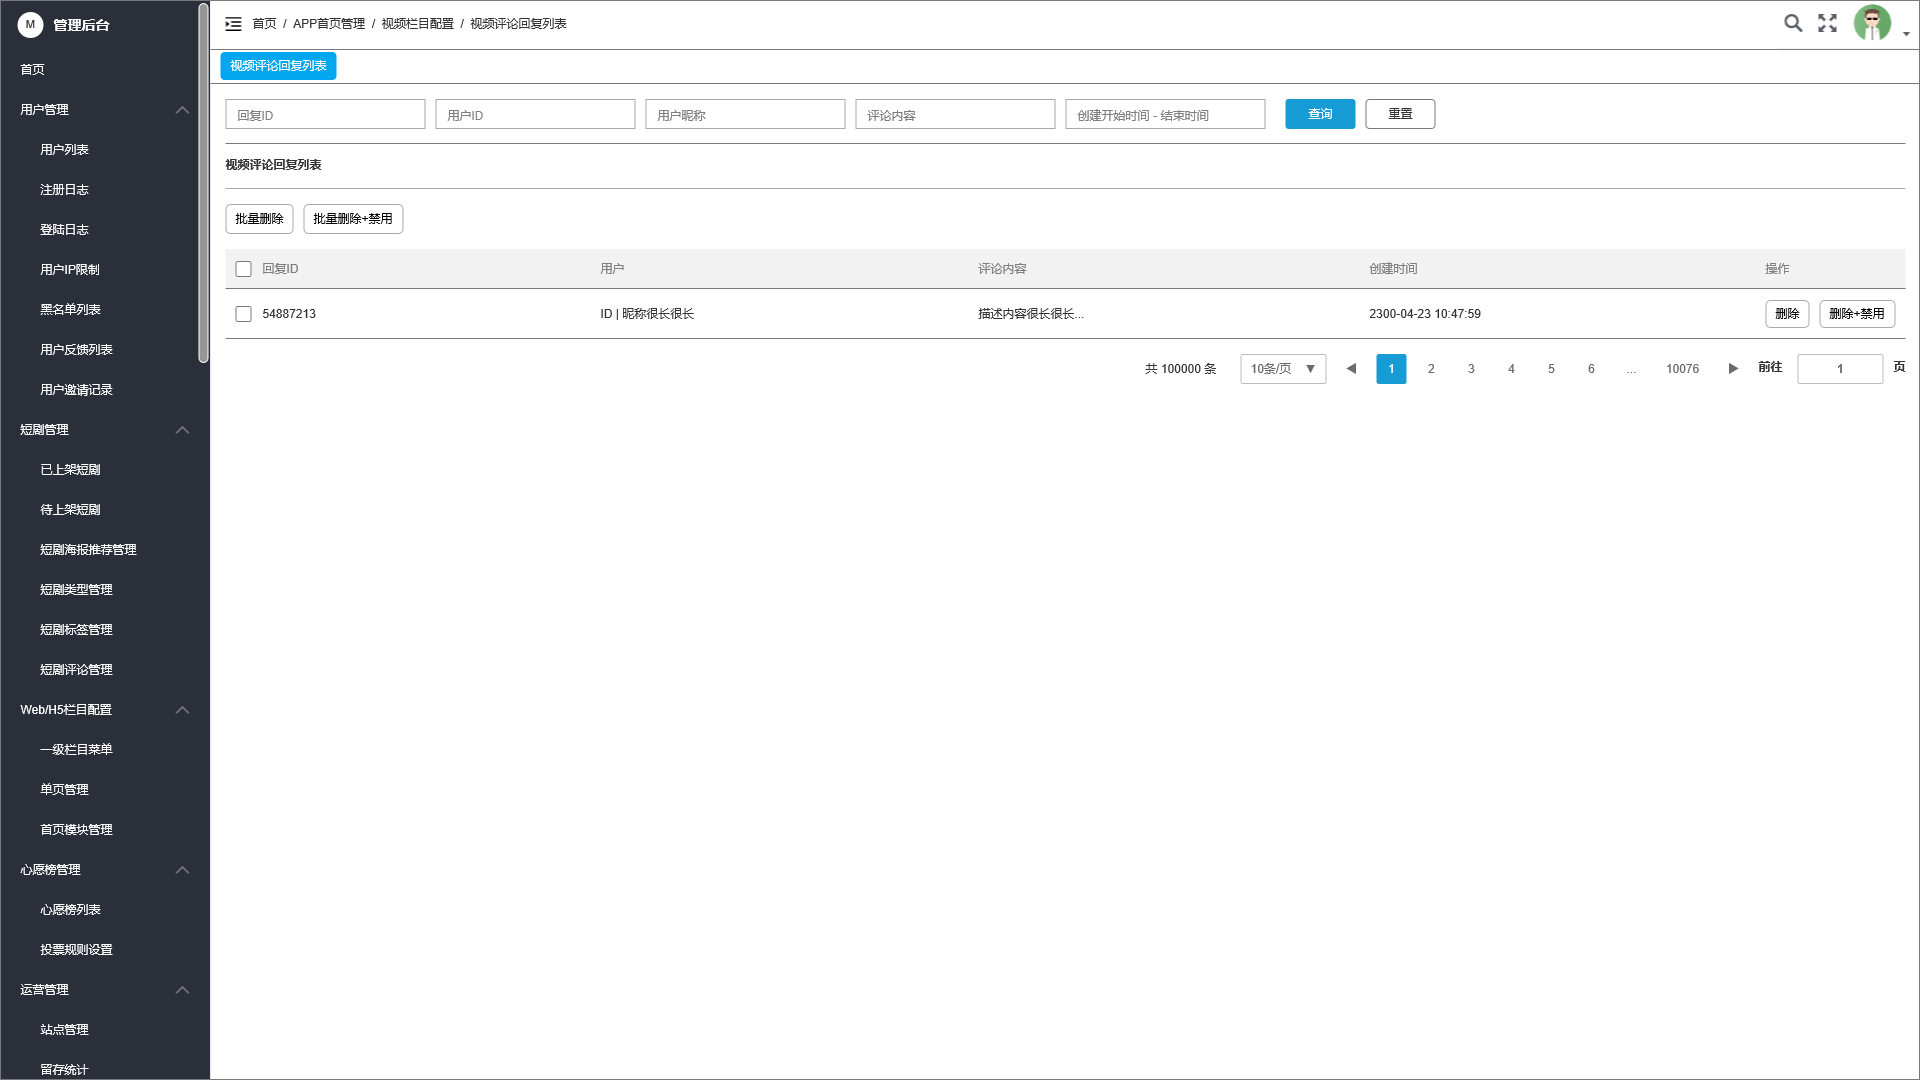 M 管理后台
首页
用户管理
用户列表
注册日志
登陆日志
用户IP限制
黑名单列表
用户反馈列表
用户邀请记录
短剧管理
已上架短剧
待上架短剧
短剧海报推荐管理
短剧类型管理
短剧标签管理
短剧评论管理
Web/H5栏目配置
一级栏目菜单
单页管理
首页模块管理
心愿榜管理
心愿榜列表
投票规则设置
运营管理
站点管理
留存统计
首页 / APP首页管理 / 视频栏目配置 / 视频评论回复列表
视频评论回复列表
回复ID 用户ID 用户昵称 评论内容 创建开始时间 - 结束时间 查询 重置
视频评论回复列表
批量删除 批量删除+禁用
回复ID 用户 评论内容 创建时间 操作
54887213 ID | 昵称很长很长 描述内容很长很长... 2300-04-23 10:47:59 删除 删除+禁用
共 100000 条 10条/页 1 2 3 4 5 6 ... 10076 前往 1 页